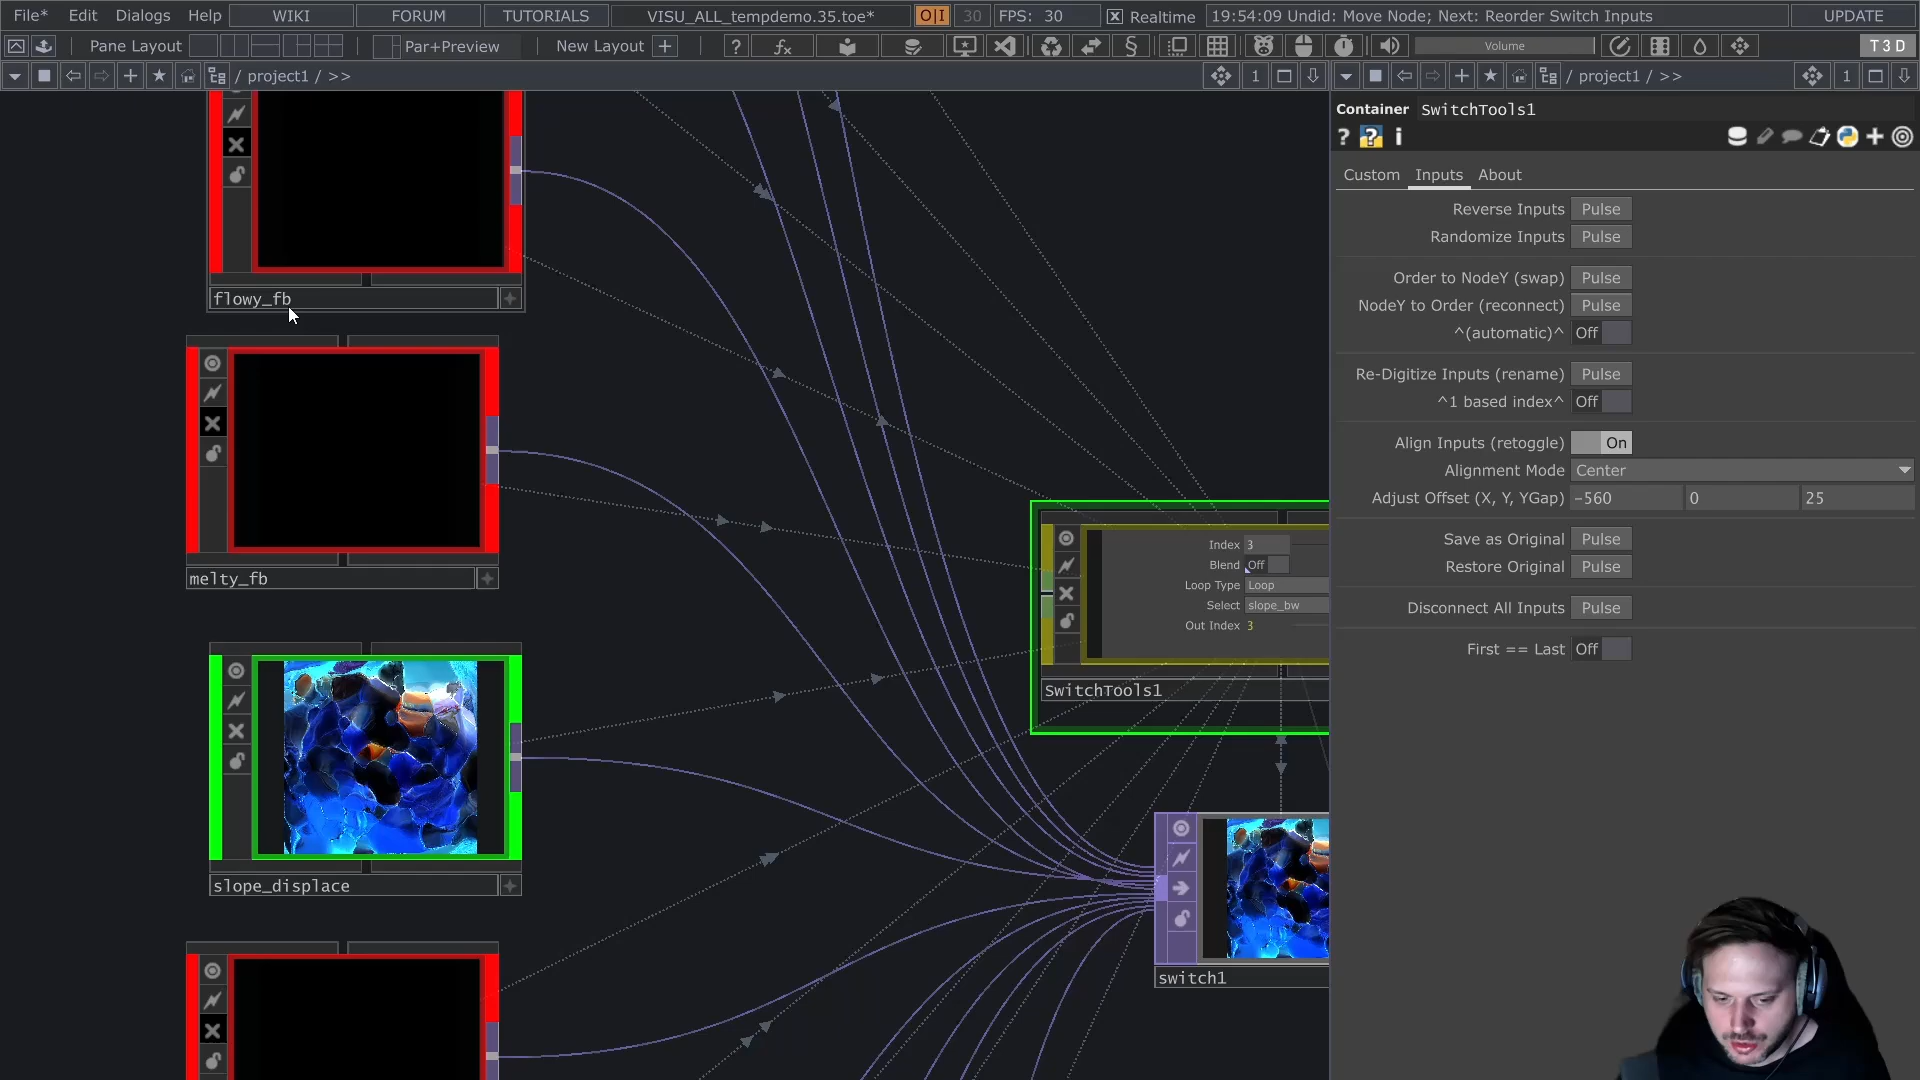 File* Edit Dialogs Help WIKI FORUM TUTORIALS VISU_ALL_tempdemo.35.toe* O|I 30 FPS: 30 Realtime 19:54:09 Undid: Move Node; Next: Reorder Switch Inputs UPDATE
Pane Layout Par+Preview New Layout + ? fx § Volume T3D
/ project1 / >> 1 / project1 / >> 1
Container SwitchTools1
? ? i
Custom Inputs About
Reverse Inputs Pulse
Randomize Inputs Pulse
Order to NodeY (swap) Pulse
NodeY to Order (reconnect) Pulse
^(automatic)^ Off
Re-Digitize Inputs (rename) Pulse
^1 based index^ Off
Align Inputs (retoggle) On
Alignment Mode Center
Adjust Offset (X, Y, YGap) -560 0 25
Save as Original Pulse
Restore Original Pulse
Disconnect All Inputs Pulse
First == Last Off
flowy_fb
melty_fb
Index 3
Blend Off
Loop Type Loop
Select slope_bw
Out Index 3
SwitchTools1
slope_displace
switch1